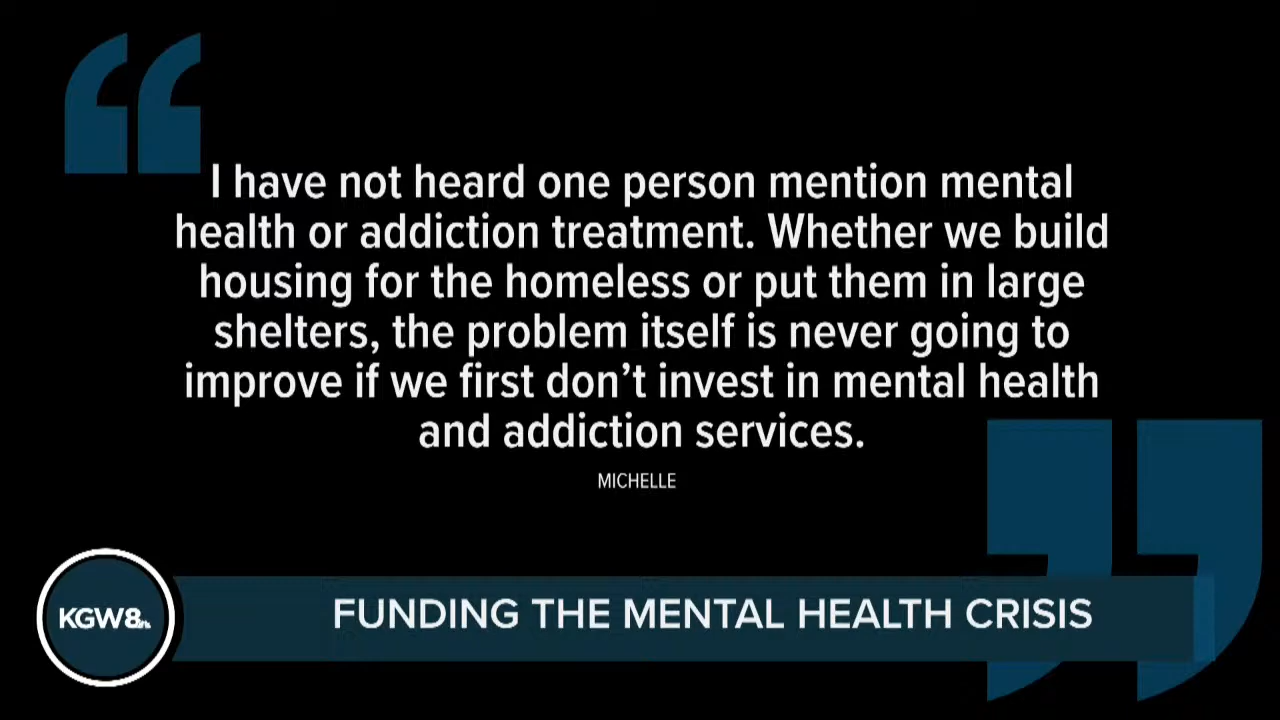 I have not heard one person mention mental
health or addiction treatment. Whether we build
housing for the homeless or put them in large
shelters, the problem itself is never going to
improve if we first don’t invest in mental health
and addiction services.
MICHELLE
KGW8
FUNDING THE MENTAL HEALTH CRISIS